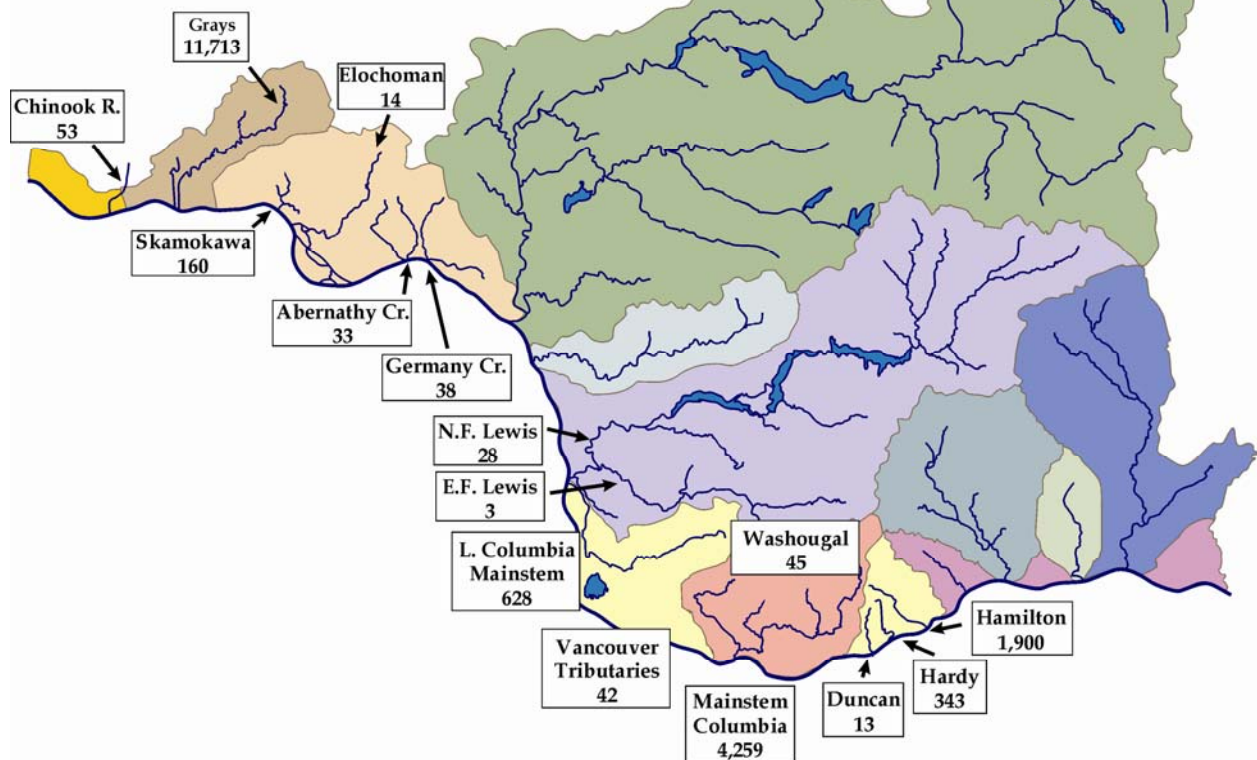 Grays
11,713
Elochoman
14
Chinook R.
53
Skamokawa
160
Abernathy Cr.
33
Germany Cr.
38
N.F. Lewis
28
E.F. Lewis
3
L. Columbia
Mainstem
628
Washougal
45
Vancouver
Tributaries
42
Mainstem
Columbia
4,259
Duncan
13
Hardy
343
Hamilton
1,900